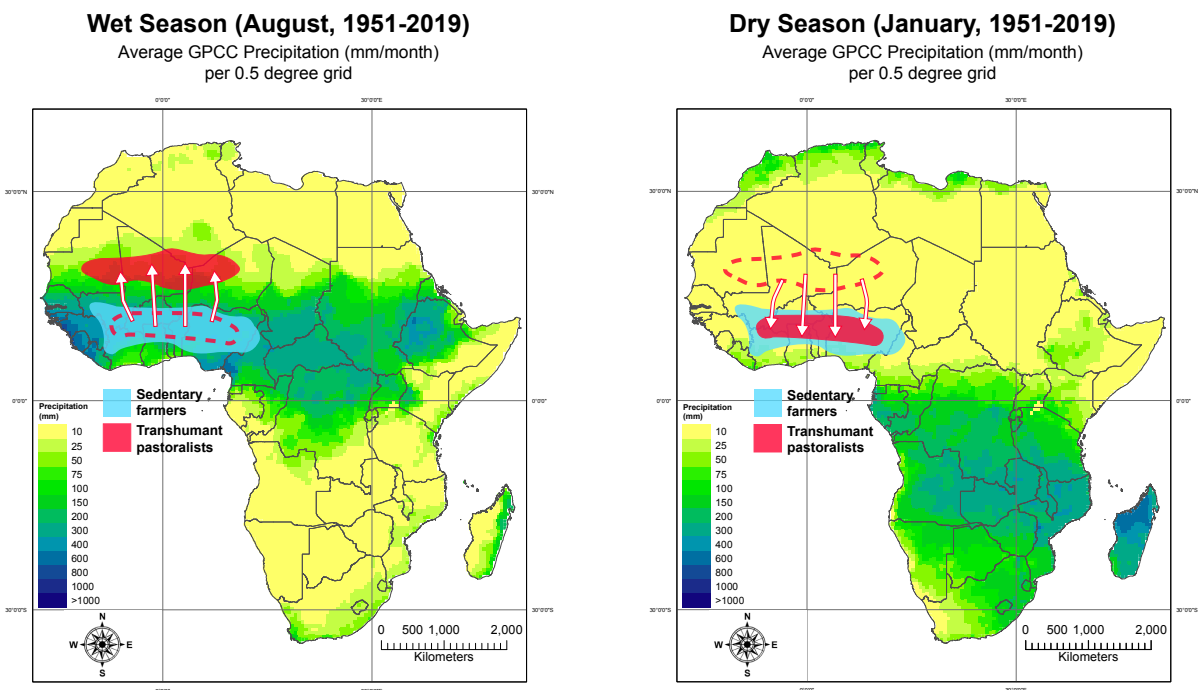 Wet Season (August, 1951-2019)
Average GPCC Precipitation (mm/month)
per 0.5 degree grid
0°0'0"
30°0'0"E
30°0'0"N
0°0'0"
30°0'0"S
Sedentary
farmers
Transhumant
pastoralists
Precipitation
(mm)
10
25
50
75
100
150
200
300
400
600
1000
>1000
N
W
E
S
0 500 1,000 2,000
Kilometers
Dry Season (January, 1951-2019)
Average GPCC Precipitation (mm/month)
per 0.5 degree grid
0°0'0"
30°0'0"E
30°0'0"N
0°0'0"
30°0'0"S
Sedentary
farmers
Transhumant
pastoralists
Precipitation
(mm)
10
25
50
75
100
150
200
300
400
600
1000
>1000
N
W
E
S
0 500 1,000 2,000
Kilometers